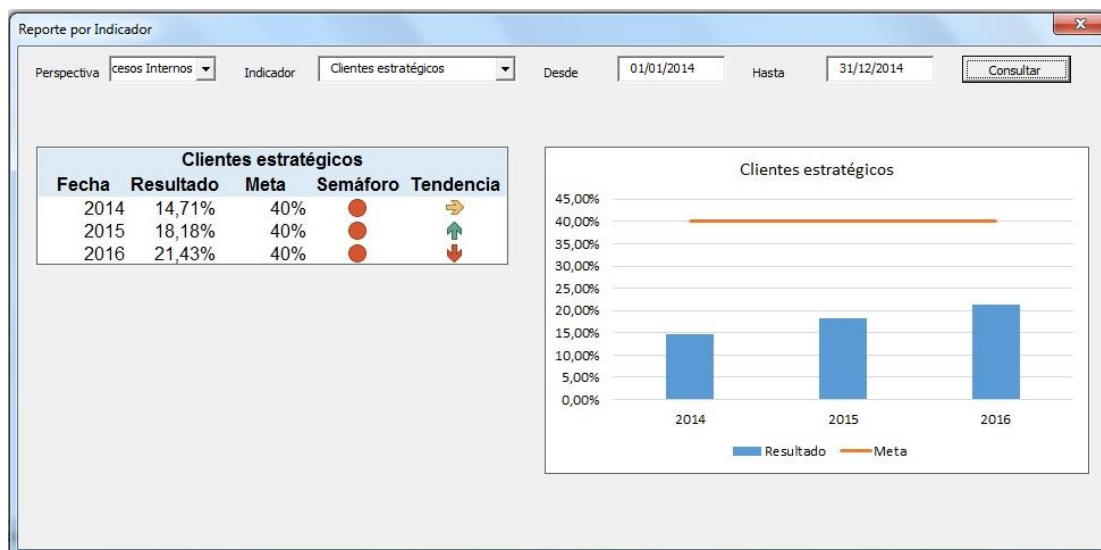 Reporte por Indicador
Perspectiva cesos Internos Indicador Clientes estratégicos Desde 01/01/2014 Hasta 31/12/2014 Consultar
Clientes estratégicos
Fecha Resultado Meta Semáforo Tendencia
2014 14,71% 40%
2015 18,18% 40%
2016 21,43% 40%
Clientes estratégicos
45,00%
40,00%
35,00%
30,00%
25,00%
20,00%
15,00%
10,00%
5,00%
0,00%
2014 2015 2016
Resultado Meta